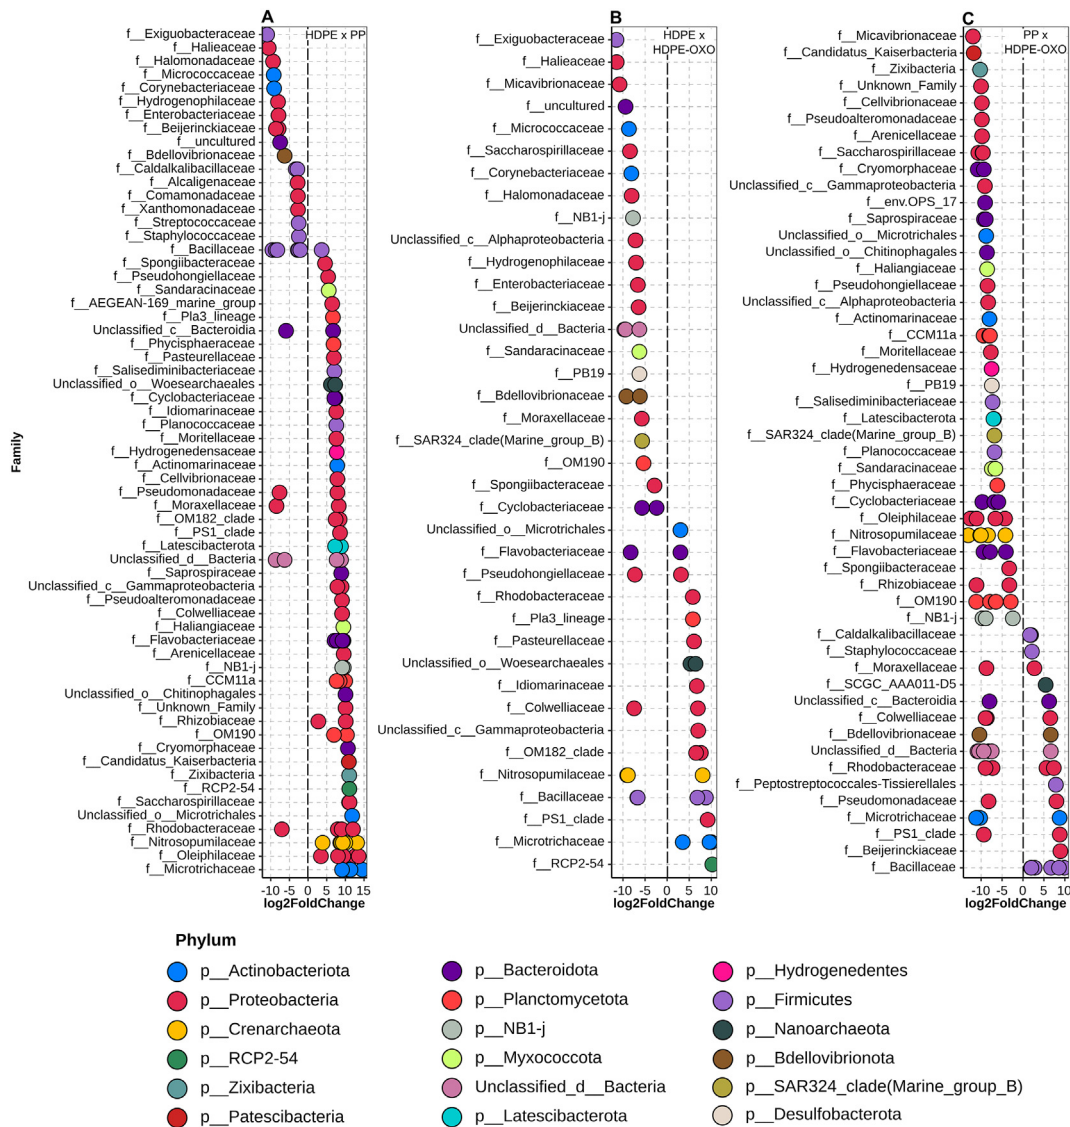 A
HDPE x PP
f__Exiguobacteraceae
f__Halieaceae
f__Halomonadaceae
f__Micrococcaceae
f__Corynebacteriaceae
f__Hydrogenophilaceae
f__Enterobacteriaceae
f__Beijerinckiaceae
f__uncultured
f__Bdellovibrionaceae
f__Caldalkalibacillaceae
f__Alcaligenaceae
f__Comamonadaceae
f__Xanthomonadaceae
f__Streptococcaceae
f__Staphylococcaceae
f__Bacillaceae
f__Spongiibacteraceae
f__Pseudohongiellaceae
f__Sandaracinaceae
f__AEGEAN-169_marine_group
f__Pla3_lineage
Unclassified_c__Bacteroidia
f__Phycisphaeraceae
f__Pasteurellaceae
f__Salisediminibacteriaceae
Unclassified_o__Woesearchaeales
f__Cyclobacteriaceae
f__Idiomarinaceae
f__Planococcaceae
f__Moritellaceae
f__Hydrogenedensaceae
f__Actinomarinaceae
f__Cellvibrionaceae
f__Pseudomonadaceae
f__Moraxellaceae
f__OM182_clade
f__PS1_clade
f__Latescibacterota
Unclassified_d__Bacteria
f__Saprospiraceae
Unclassified_c__Gammaproteobacteria
f__Pseudoalteromonadaceae
f__Colwelliaceae
f__Haliangiaceae
f__Flavobacteriaceae
f__Arenicellaceae
f__NB1-j
f__CCM11a
Unclassified_o__Chitinophagales
f__Unknown_Family
f__Rhizobiaceae
f__OM190
f__Cryomorphaceae
f__Candidatus_Kaiserbacteria
f__Zixibacteria
f__RCP2-54
f__Saccharospirillaceae
Unclassified_o__Microtrichales
f__Rhodobacteraceae
f__Nitrosopumilaceae
f__Oleiphilaceae
f__Microtrichaceae
Family
-10 -5 0 5 10 15
log2FoldChange
B
HDPE x
HDPE-OXO
f__Exiguobacteraceae
f__Halieaceae
f__Micavibrionaceae
f__uncultured
f__Micrococcaceae
f__Saccharospirillaceae
f__Corynebacteriaceae
f__Halomonadaceae
f__NB1-j
Unclassified_c__Alphaproteobacteria
f__Hydrogenophilaceae
f__Enterobacteriaceae
f__Beijerinckiaceae
Unclassified_d__Bacteria
f__Sandaracinaceae
f__PB19
f__Bdellovibrionaceae
f__Moraxellaceae
f__SAR324_clade(Marine_group_B)
f__OM190
f__Spongiibacteraceae
f__Cyclobacteriaceae
Unclassified_o__Microtrichales
f__Flavobacteriaceae
f__Pseudohongiellaceae
f__Rhodobacteraceae
f__Pla3_lineage
f__Pasteurellaceae
Unclassified_o__Woesearchaeales
f__Idiomarinaceae
f__Colwelliaceae
Unclassified_c__Gammaproteobacteria
f__OM182_clade
f__Nitrosopumilaceae
f__Bacillaceae
f__PS1_clade
f__Microtrichaceae
f__RCP2-54
-10 -5 0 5 10
log2FoldChange
C
PP x
HDPE-OXO
f__Micavibrionaceae
f__Candidatus_Kaiserbacteria
f__Zixibacteria
f__Unknown_Family
f__Cellvibrionaceae
f__Pseudoalteromonadaceae
f__Arenicellaceae
f__Saccharospirillaceae
f__Cryomorphaceae
Unclassified_c__Gammaproteobacteria
f__env.OPS_17
f__Saprospiraceae
Unclassified_o__Microtrichales
Unclassified_o__Chitinophagales
f__Haliangiaceae
f__Pseudohongiellaceae
Unclassified_c__Alphaproteobacteria
f__Actinomarinaceae
f__CCM11a
f__Moritellaceae
f__Hydrogenedensaceae
f__PB19
f__Salisediminibacteriaceae
f__Latescibacterota
f__SAR324_clade(Marine_group_B)
f__Planococcaceae
f__Sandaracinaceae
f__Phycisphaeraceae
f__Cyclobacteriaceae
f__Oleiphilaceae
f__Nitrosopumilaceae
f__Flavobacteriaceae
f__Spongiibacteraceae
f__Rhizobiaceae
f__OM190
f__NB1-j
f__Caldalkalibacillaceae
f__Staphylococcaceae
f__Moraxellaceae
f__SCGC_AAA011-D5
Unclassified_c__Bacteroidia
f__Colwelliaceae
f__Bdellovibrionaceae
Unclassified_d__Bacteria
f__Rhodobacteraceae
f__Peptostreptococcales-Tissierellales
f__Pseudomonadaceae
f__Microtrichaceae
f__PS1_clade
f__Beijerinckiaceae
f__Bacillaceae
-10 -5 0 5 10
log2FoldChange
Phylum
p__Actinobacteriota
p__Proteobacteria
p__Crenarchaeota
p__RCP2-54
p__Zixibacteria
p__Patescibacteria
p__Bacteroidota
p__Planctomycetota
p__NB1-j
p__Myxococcota
Unclassified_d__Bacteria
p__Latescibacterota
p__Hydrogenedentes
p__Firmicutes
p__Nanoarchaeota
p__Bdellovibrionota
p__SAR324_clade(Marine_group_B)
p__Desulfobacterota